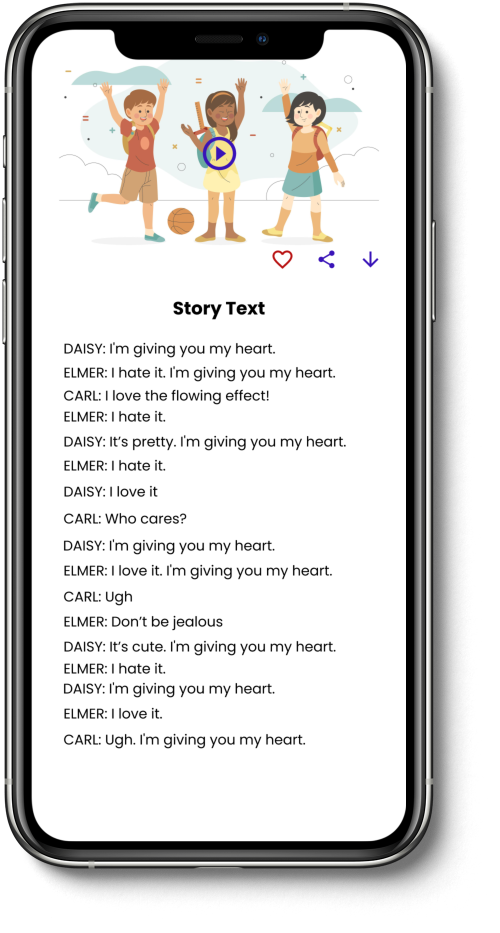 Story Text
DAISY: I'm giving you my heart.
ELMER: I hate it. I'm giving you my heart.
CARL: I love the flowing effect!
ELMER: I hate it.
DAISY: It’s pretty. I'm giving you my heart.
ELMER: I hate it.
DAISY: I love it
CARL: Who cares?
DAISY: I'm giving you my heart.
ELMER: I love it. I'm giving you my heart.
CARL: Ugh
ELMER: Don’t be jealous
DAISY: It’s cute. I'm giving you my heart.
ELMER: I hate it.
DAISY: I'm giving you my heart.
ELMER: I love it.
CARL: Ugh. I'm giving you my heart.